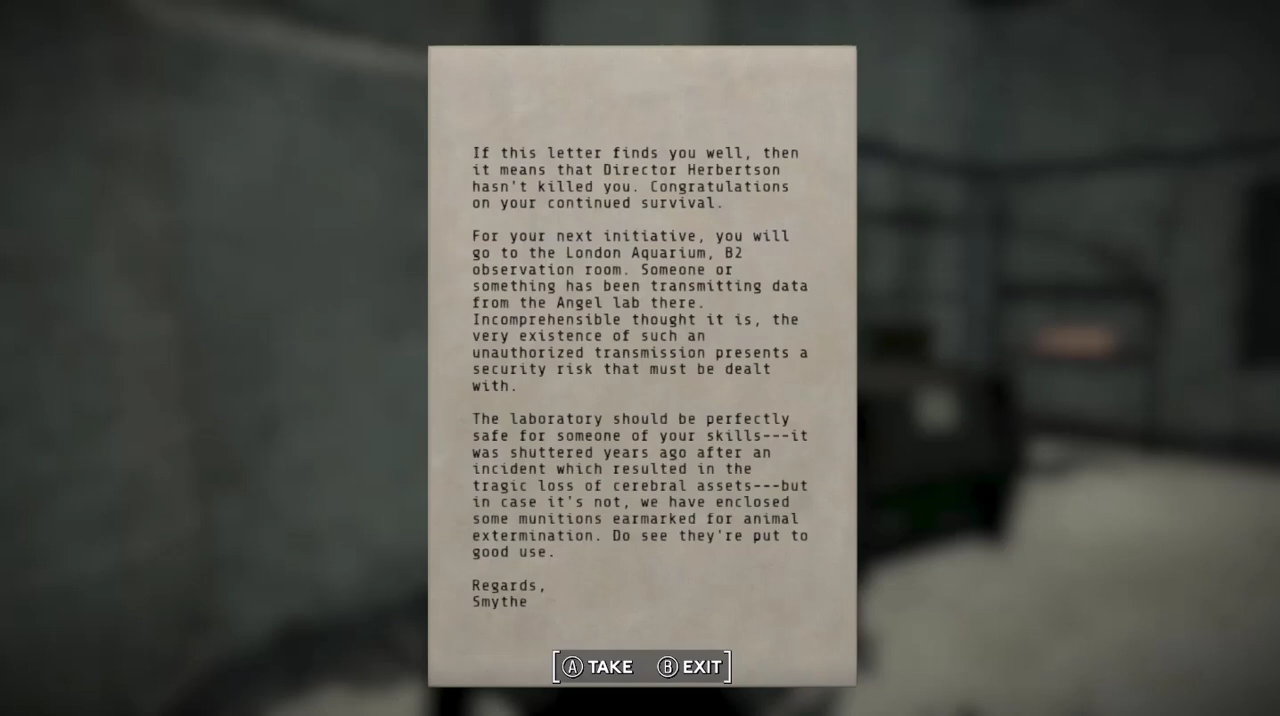 If this letter finds you well, then
it means that Director Herbertson
hasn't killed you. Congratulations
on your continued survival.
For your next initiative, you will
go to the London Aquarium, B2
observation room. Someone or
something has been transmitting data
from the Angel lab there.
Incomprehensible thought it is, the
very existence of such an
unauthorized transmission presents a
security risk that must be dealt
with.
The laboratory should be perfectly
safe for someone of your skills---it
was shuttered years ago after an
incident which resulted in the
tragic loss of cerebral assets---but
in case it's not, we have enclosed
some munitions earmarked for animal
extermination. Do see they're put to
good use.
Regards,
Smythe
[Ⓐ TAKE Ⓑ EXIT]